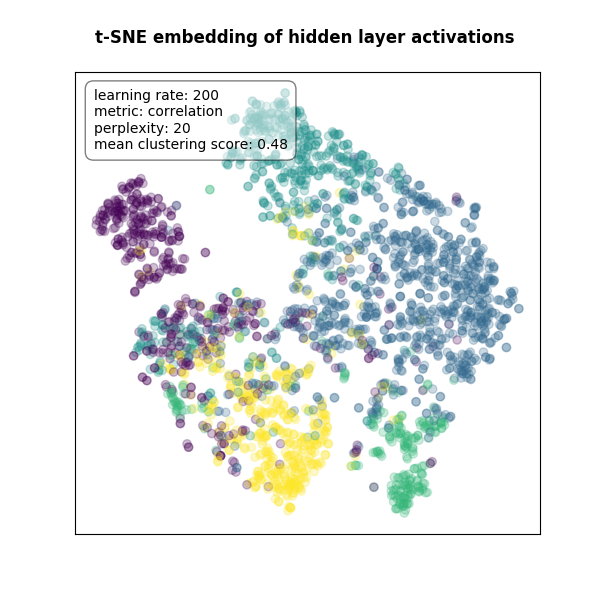 t-SNE embedding of hidden layer activations
learning rate: 200
metric: correlation
perplexity: 20
mean clustering score: 0.48